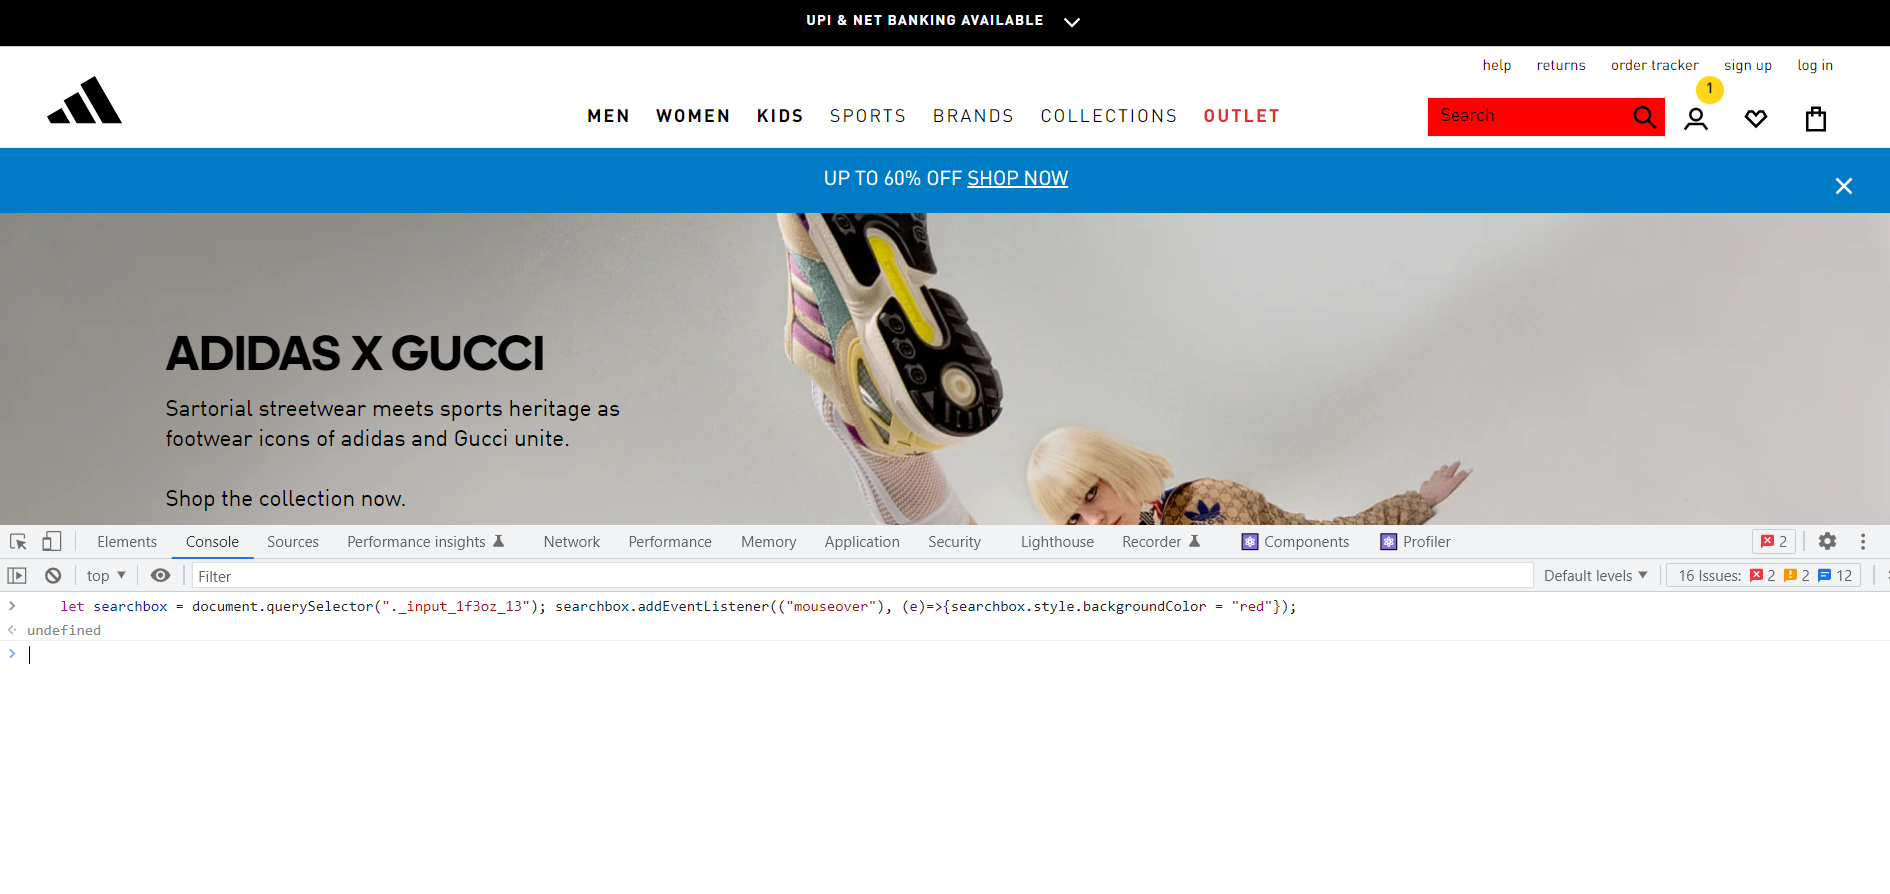 UPI & NET BANKING AVAILABLE
help returns order tracker sign up log in
1
MEN WOMEN KIDS SPORTS BRANDS COLLECTIONS OUTLET
Search
UP TO 60% OFF SHOP NOW
ADIDAS X GUCCI
Sartorial streetwear meets sports heritage as
footwear icons of adidas and Gucci unite.
Shop the collection now.
Elements Console Sources Performance insights Network Performance Memory Application Security Lighthouse Recorder Components Profiler 2
top Filter Default levels 16 Issues: 2 2 12
let searchbox = document.querySelector("._input_1f3oz_13"); searchbox.addEventListener(("mouseover"), (e)=>{searchbox.style.backgroundColor = "red"});
undefined